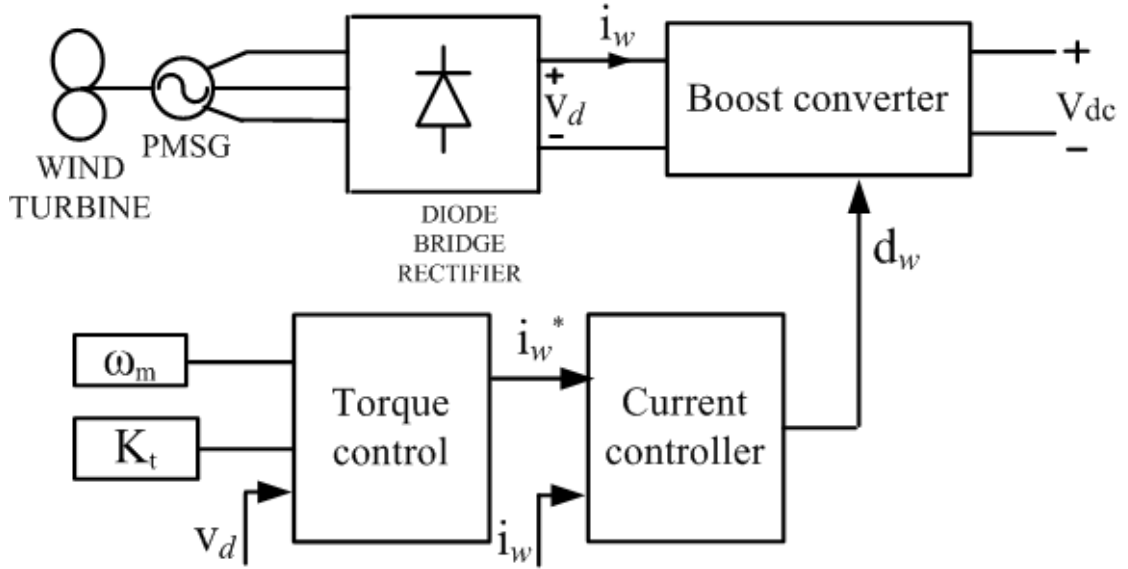 i_w
+
v_d
-
Boost converter
+
V_dc
-
WIND
TURBINE
PMSG
DIODE
BRIDGE
RECTIFIER
d_w
ω_m
K_t
v_d
Torque
control
i_w*
i_w
Current
controller